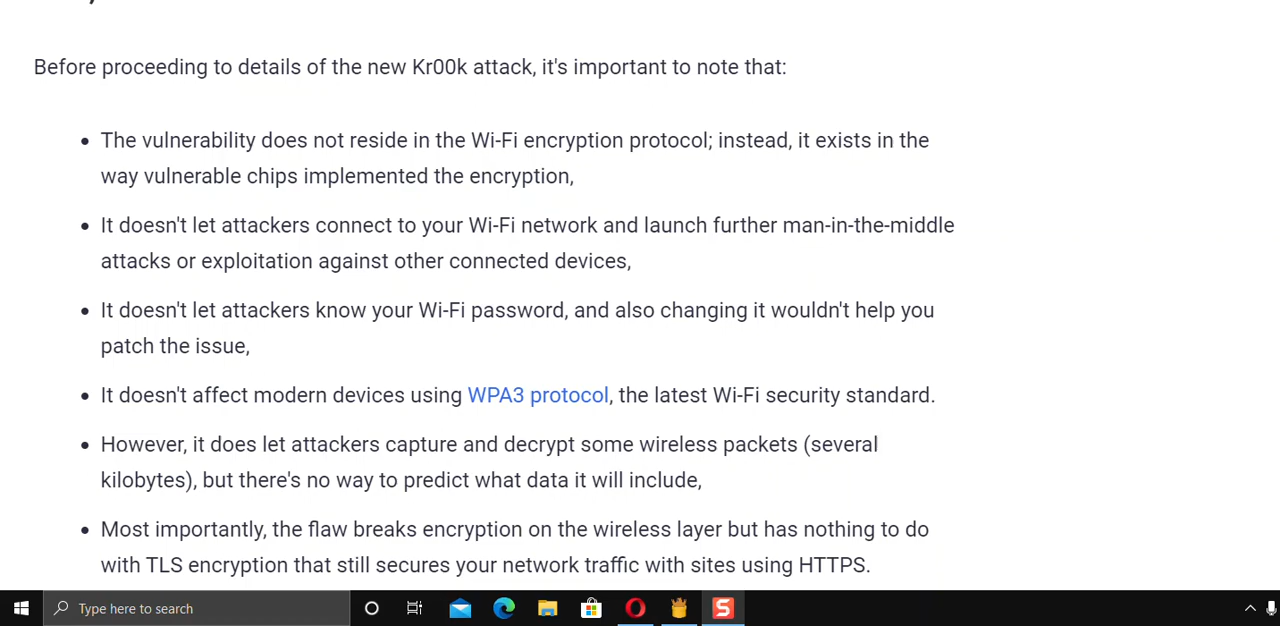 Before proceeding to details of the new Kr00k attack, it's important to note that:
• The vulnerability does not reside in the Wi-Fi encryption protocol; instead, it exists in the
way vulnerable chips implemented the encryption,
• It doesn't let attackers connect to your Wi-Fi network and launch further man-in-the-middle
attacks or exploitation against other connected devices,
• It doesn't let attackers know your Wi-Fi password, and also changing it wouldn't help you
patch the issue,
• It doesn't affect modern devices using WPA3 protocol, the latest Wi-Fi security standard.
• However, it does let attackers capture and decrypt some wireless packets (several
kilobytes), but there's no way to predict what data it will include,
• Most importantly, the flaw breaks encryption on the wireless layer but has nothing to do
with TLS encryption that still secures your network traffic with sites using HTTPS.
Type here to search
S